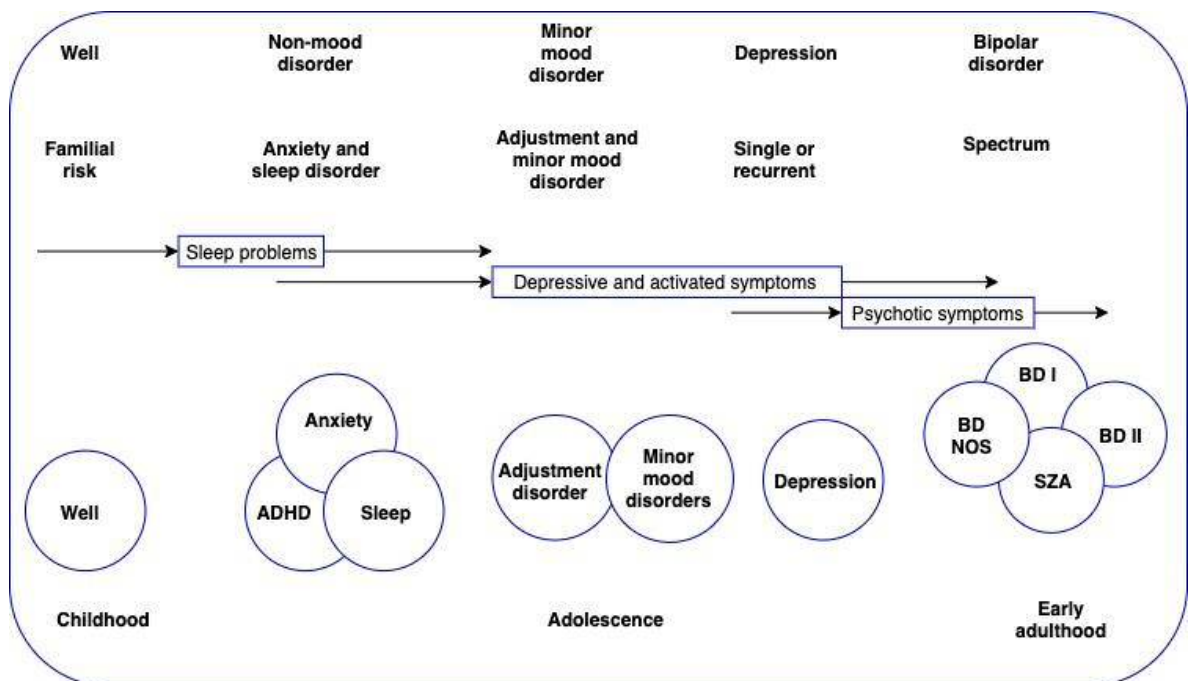 Well
Non-mood
disorder
Minor
mood
disorder
Depression
Bipolar
disorder
Familial
risk
Anxiety and
sleep disorder
Adjustment and
minor mood
disorder
Single or
recurrent
Spectrum
Sleep problems
Depressive and activated symptoms
Psychotic symptoms
Well
Anxiety
ADHD
Sleep
Adjustment
disorder
Minor
mood
disorders
Depression
BD I
BD
NOS
BD II
SZA
Childhood
Adolescence
Early
adulthood